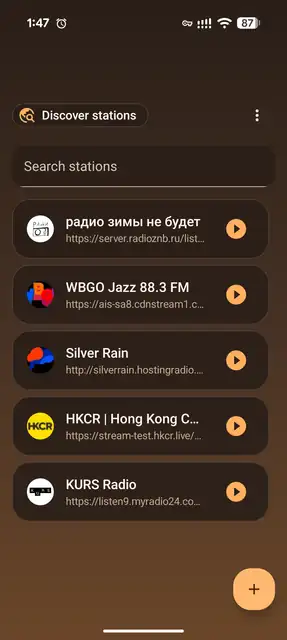 1:47
87
Discover stations
Search stations
радио зимы не будет
https://server.radioznb.ru/list...
WBGO Jazz 88.3 FM
https://ais-sa8.cdnstream1.c...
Silver Rain
http://silverrain.hostingradio....
HKCR
HKCR | Hong Kong C...
https://stream-test.hkcr.live/...
KURS Radio
https://listen9.myradio24.co...